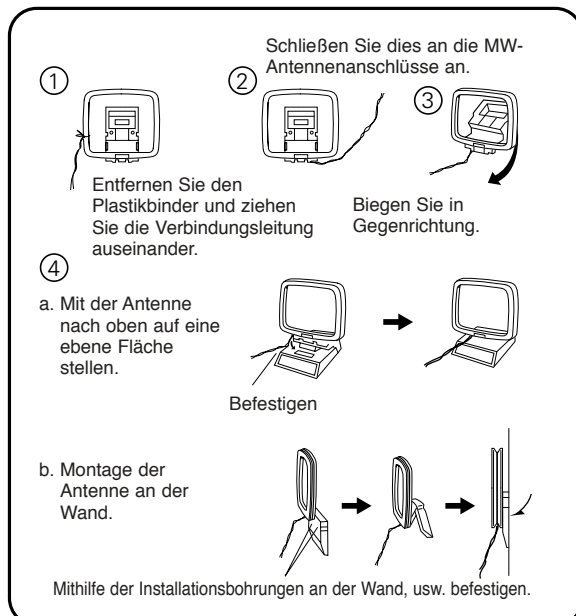 Schließen Sie dies an die MW-
Antennenanschlüsse an.
1
2
3
Entfernen Sie den
Plastikbinder und ziehen
Sie die Verbindungsleitung
auseinander.
Biegen Sie in
Gegenrichtung.
4
a. Mit der Antenne
nach oben auf eine
ebene Fläche
stellen.
Befestigen
b. Montage der
Antenne an der
Wand.
Mithilfe der Installationsbohrungen an der Wand, usw. befestigen.